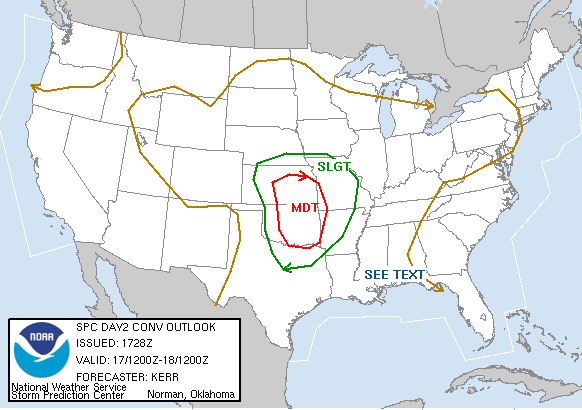 SLGT
MDT
SEE TEXT
NOAA
SPC DAY2 CONV OUTLOOK
ISSUED: 1728Z
VALID: 17/1200Z-18/1200Z
FORECASTER: KERR
National Weather Service
Storm Prediction Center Norman, Oklahoma